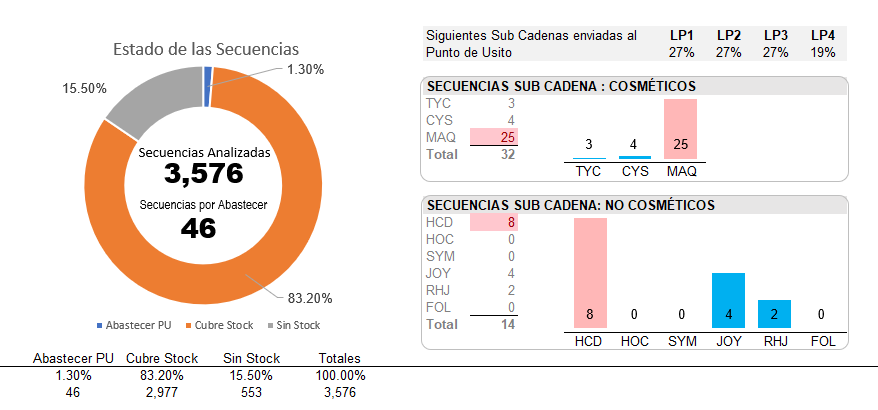 Estado de las Secuencias
1.30%
15.50%
Secuencias Analizadas
3,576
Secuencias por Abastecer
46
83.20%
Abastecer PU Cubre Stock Sin Stock
Abastecer PU Cubre Stock Sin Stock Totales
1.30% 83.20% 15.50% 100.00%
46 2,977 553 3,576
Siguientes Sub Cadenas enviadas al LP1 LP2 LP3 LP4
Punto de Usito 27% 27% 27% 19%
SECUENCIAS SUB CADENA : COSMÉTICOS
TYC 3
CYS 4
MAQ 25
Total 32
3 4 25
TYC CYS MAQ
SECUENCIAS SUB CADENA: NO COSMÉTICOS
HCD 8
HOC 0
SYM 0
JOY 4
RHJ 2
FOL 0
Total 14
8 0 0 4 2 0
HCD HOC SYM JOY RHJ FOL